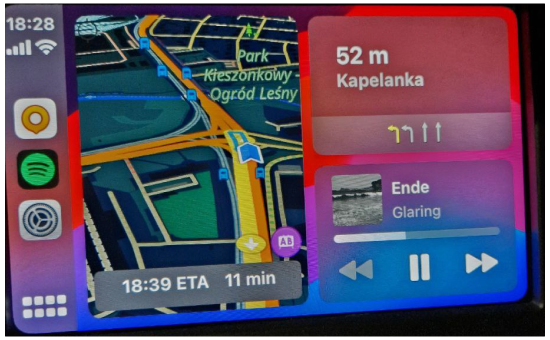 18:28
Park
Kieszonkowy -
Ogród Leśny
AB
18:39 ETA 11 min
52 m
Kapelanka
Ende
Glaring